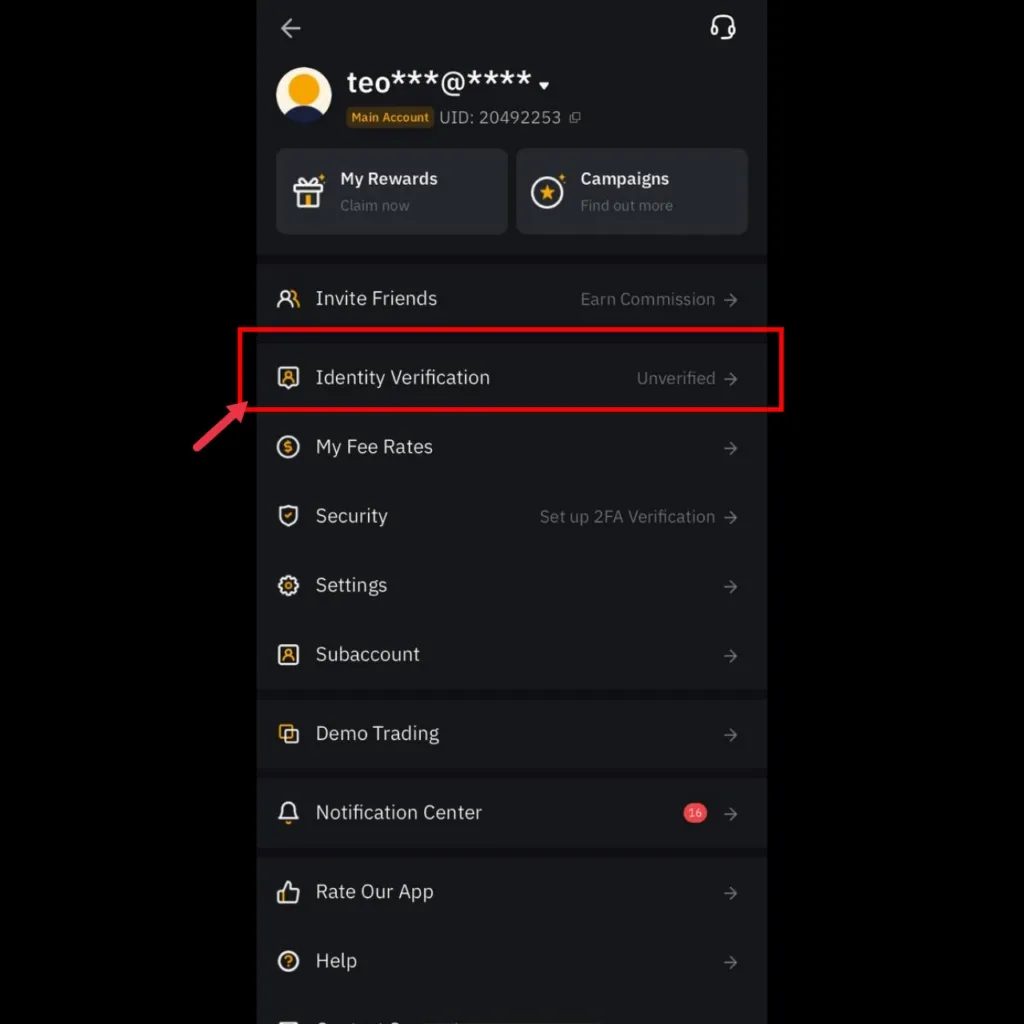 teo***@****
Main Account UID: 20492253
My Rewards
Claim now
Campaigns
Find out more
Invite Friends Earn Commission
Identity Verification Unverified
My Fee Rates
Security Set up 2FA Verification
Settings
Subaccount
Demo Trading
Notification Center 16
Rate Our App
Help